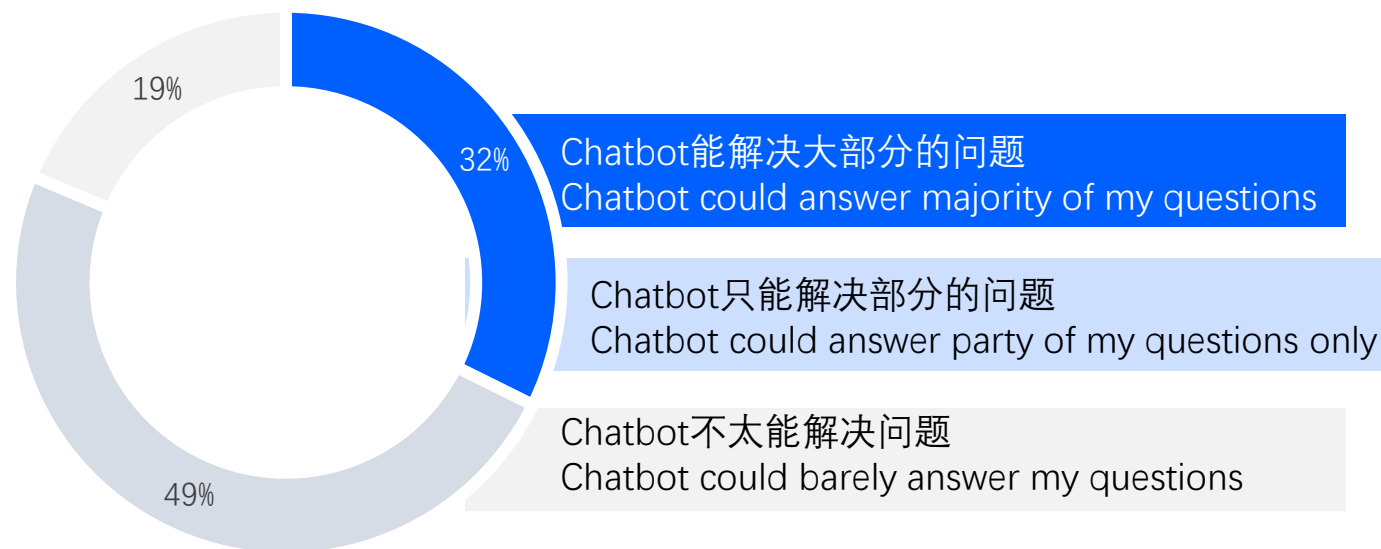 19%
32%
Chatbot能解决大部分的问题
Chatbot could answer majority of my questions
Chatbot只能解决部分的问题
Chatbot could answer party of my questions only
Chatbot不太能解决问题
Chatbot could barely answer my questions
49%